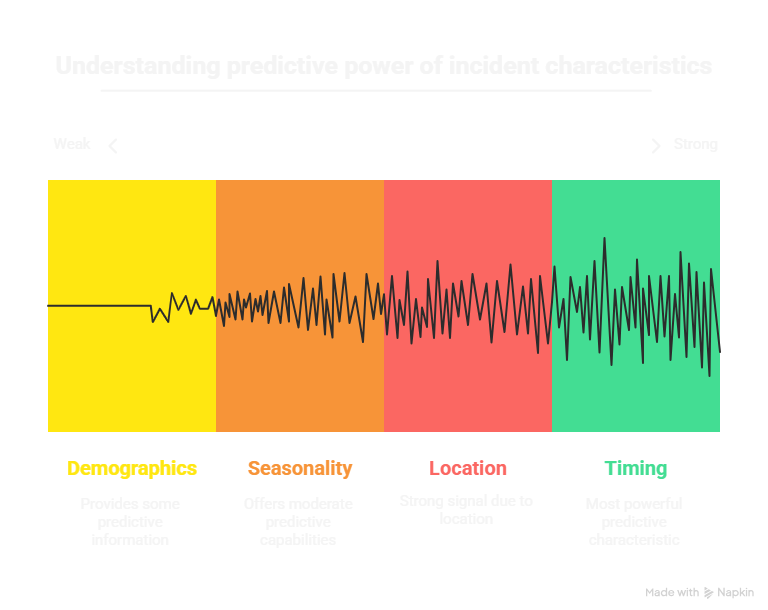 Understanding predictive power of incident characteristics
Weak
Strong
Demographics
Seasonality
Location
Timing
Provides some
predictive
information
Offers moderate
predictive
capabilities
Strong signal due to
location
Most powerful
predictive
characteristic
Made with Napkin